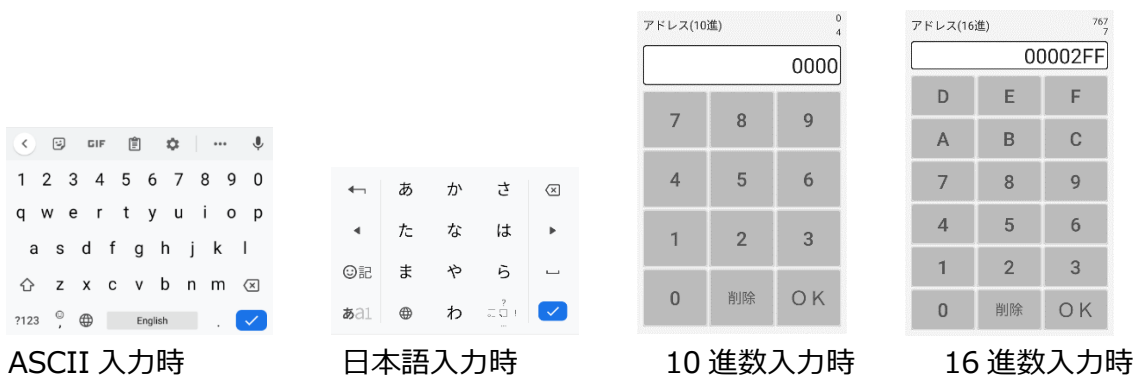 GIF
1 2 3 4 5 6 7 8 9 0
q w e r t y u i o p
a s d f g h j k l
z x c v b n m
?123 , English .
ASCII 入力時
あ か さ
た な は
記 ま や ら
あa1 わ
日本語入力時
アドレス(10進)
0
4
0000
7 8 9
4 5 6
1 2 3
0 削除 OK
10 進数入力時
アドレス(16進)
767
7
00002FF
D E F
A B C
7 8 9
4 5 6
1 2 3
0 削除 OK
16 進数入力時